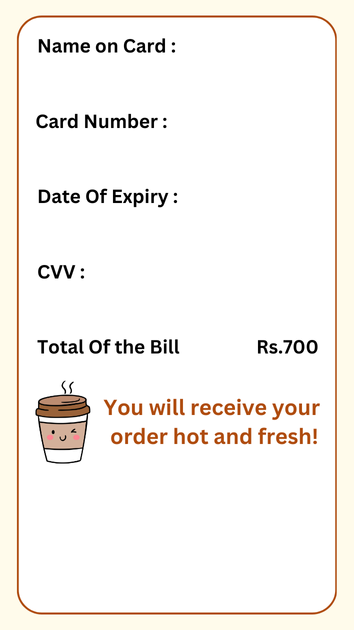 Name on Card :
Card Number :
Date Of Expiry :
CVV :
Total Of the Bill Rs.700
You will receive your
order hot and fresh!